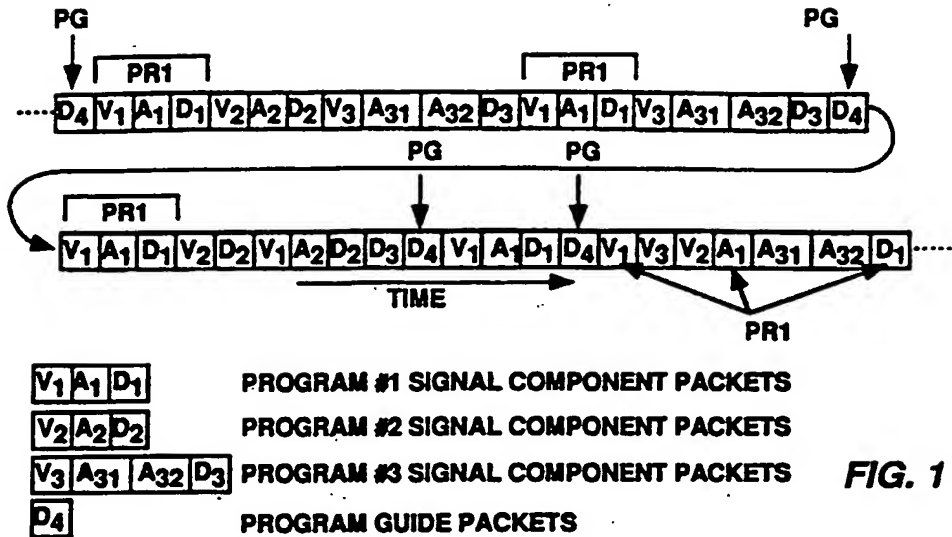 PG PG
PR1 PR1
D4 V1 A1 D1 V2 A2 D2 V3 A31 A32 D3 V1 A1 D1 V3 A31 A32 D3 D4
PG PG
PR1
V1 A1 D1 V2 D2 V1 A2 D2 D3 D4 V1 A1 D1 D4 V1 V3 V2 A1 A31 A32 D1
TIME
PR1
V1 A1 D1 PROGRAM #1 SIGNAL COMPONENT PACKETS
V2 A2 D2 PROGRAM #2 SIGNAL COMPONENT PACKETS
V3 A31 A32 D3 PROGRAM #3 SIGNAL COMPONENT PACKETS
FIG. 1
D4 PROGRAM GUIDE PACKETS